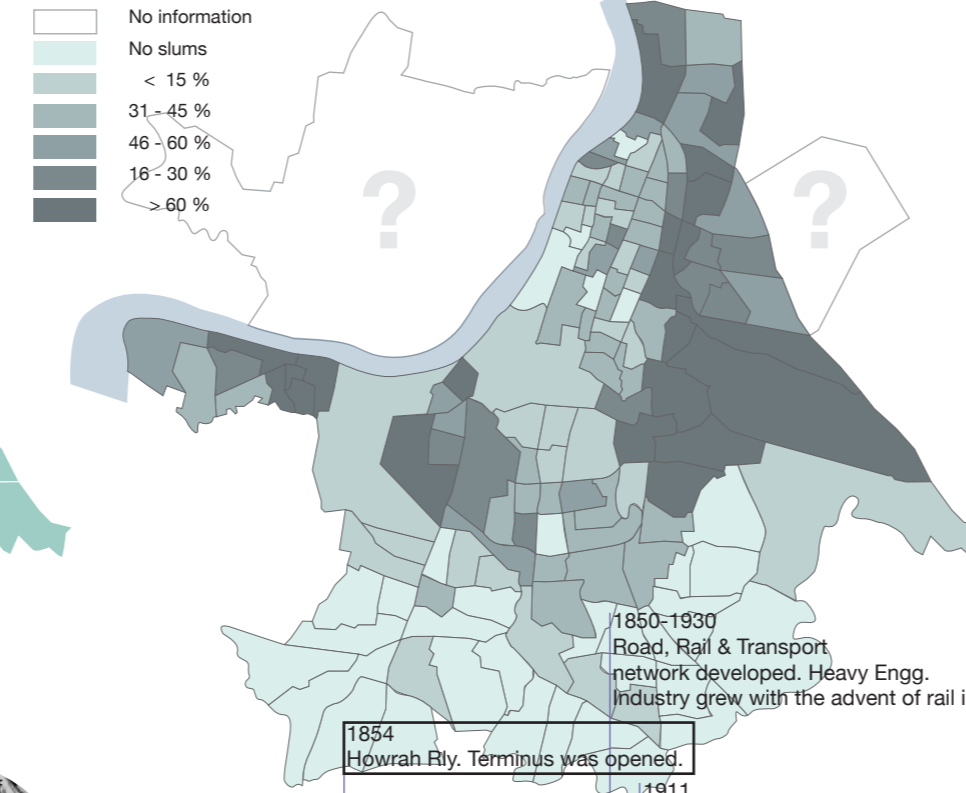 No information
No slums
< 15 %
31 - 45 %
46 - 60 %
16 - 30 %
> 60 %
?
?
1850-1930
Road, Rail & Transport
network developed. Heavy Engg.
Industry grew with the advent of rail i
1854
Howrah Rly. Terminus was opened.
1911